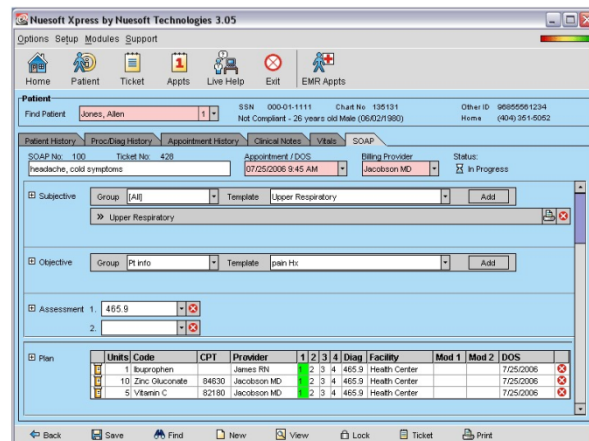 Nuesoft Xpress by Nuesoft Technologies 3.05
Options Setup Modules Support
Home Patient Ticket Appts Live Help Exit EMR Appts
Patient
Find Patient Jones, Allen 1 SSN 000-01-1111 Chart No 135131 Other ID 96855561234
Not Compliant - 26 years old Male (06/02/1980) Home (404) 351-5052
Patient History Proc/Diag History Appointment History Clinical Notes Vitals SOAP
SOAP No: 100 Ticket No: 428 Appointment / DOS Billing Provider Status:
headache, cold symptoms 07/25/2006 9:45 AM Jacobson MD In Progress
Subjective Group [All] Template Upper Respiratory Add
» Upper Respiratory
Objective Group Pt info Template pain Hx Add
Assessment 1. 465.9
2.
Plan Units Code CPT Provider 1 2 3 4 Diag Facility Mod 1 Mod 2 DOS
1 Ibuprophen James RN 1 2 3 4 465.9 Health Center 7/25/2006
10 Zinc Gluconate 84630 Jacobson MD 1 2 3 4 465.9 Health Center 7/25/2006
5 Vitamin C 82180 Jacobson MD 1 2 3 4 465.9 Health Center 7/25/2006
Back Save Find New View Lock Ticket Print